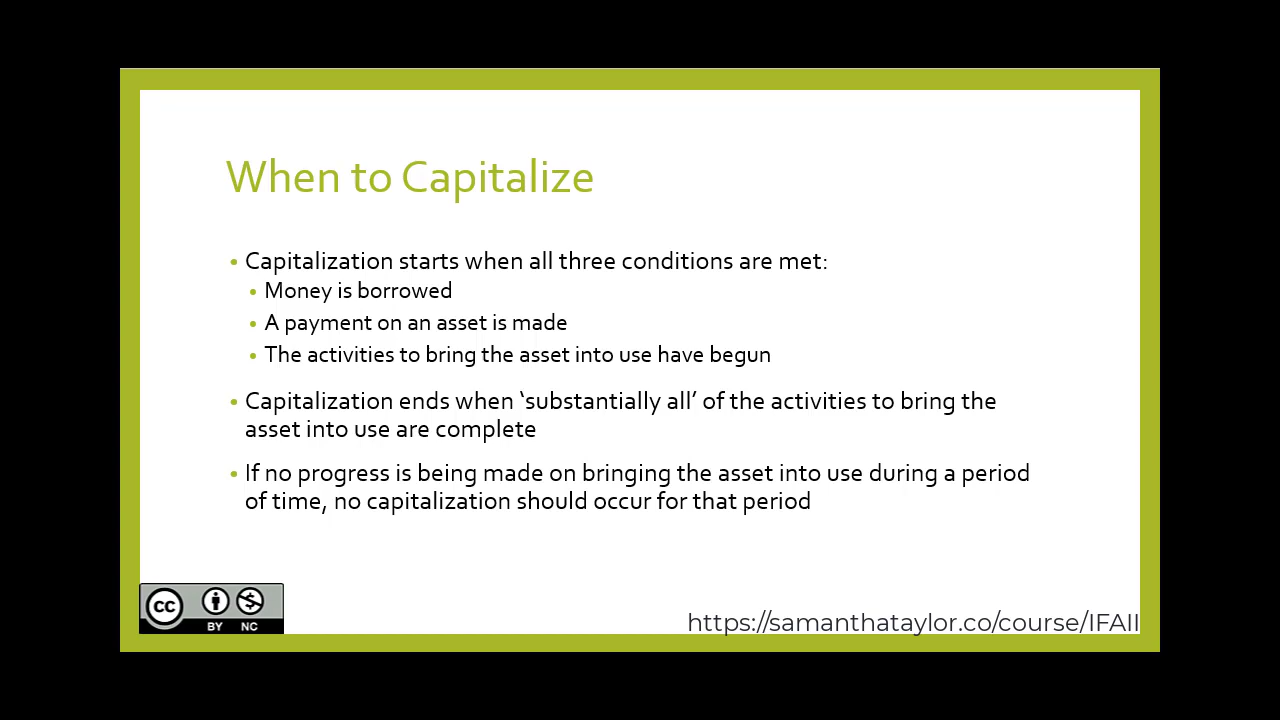 When to Capitalize
• Capitalization starts when all three conditions are met:
• Money is borrowed
• A payment on an asset is made
• The activities to bring the asset into use have begun
• Capitalization ends when ‘substantially all’ of the activities to bring the
asset into use are complete
• If no progress is being made on bringing the asset into use during a period
of time, no capitalization should occur for that period
cc
BY NC
https://samanthataylor.co/course/IFAII